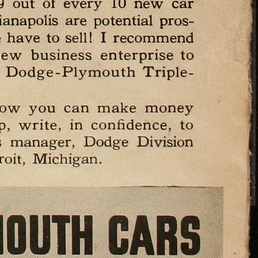 9 out of every 10 new car
ianapolis are potential pros-
have to sell! I recommend
ew business enterprise to
Dodge-Plymouth Triple-
ow you can make money
p, write, in confidence, to
s manager, Dodge Division
roit, Michigan.
MOUTH CARS